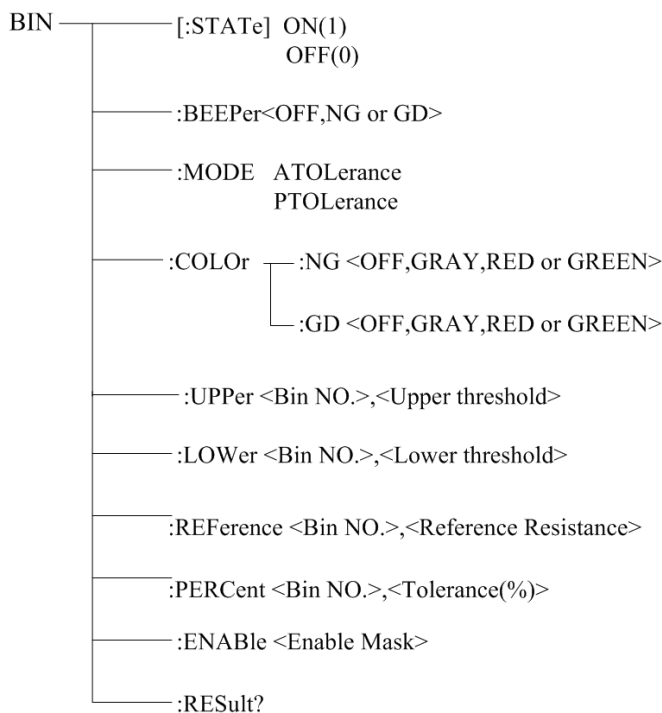 BIN [:STATe] ON(1)
OFF(0)
:BEEPer<OFF,NG or GD>
:MODE ATOLerance
PTOLerance
:COLOr :NG <OFF,GRAY,RED or GREEN>
:GD <OFF,GRAY,RED or GREEN>
:UPPer <Bin NO.>,<Upper threshold>
:LOWer <Bin NO.>,<Lower threshold>
:REFerence <Bin NO.>,<Reference Resistance>
:PERCent <Bin NO.>,<Tolerance(%)>
:ENABle <Enable Mask>
:RESult?